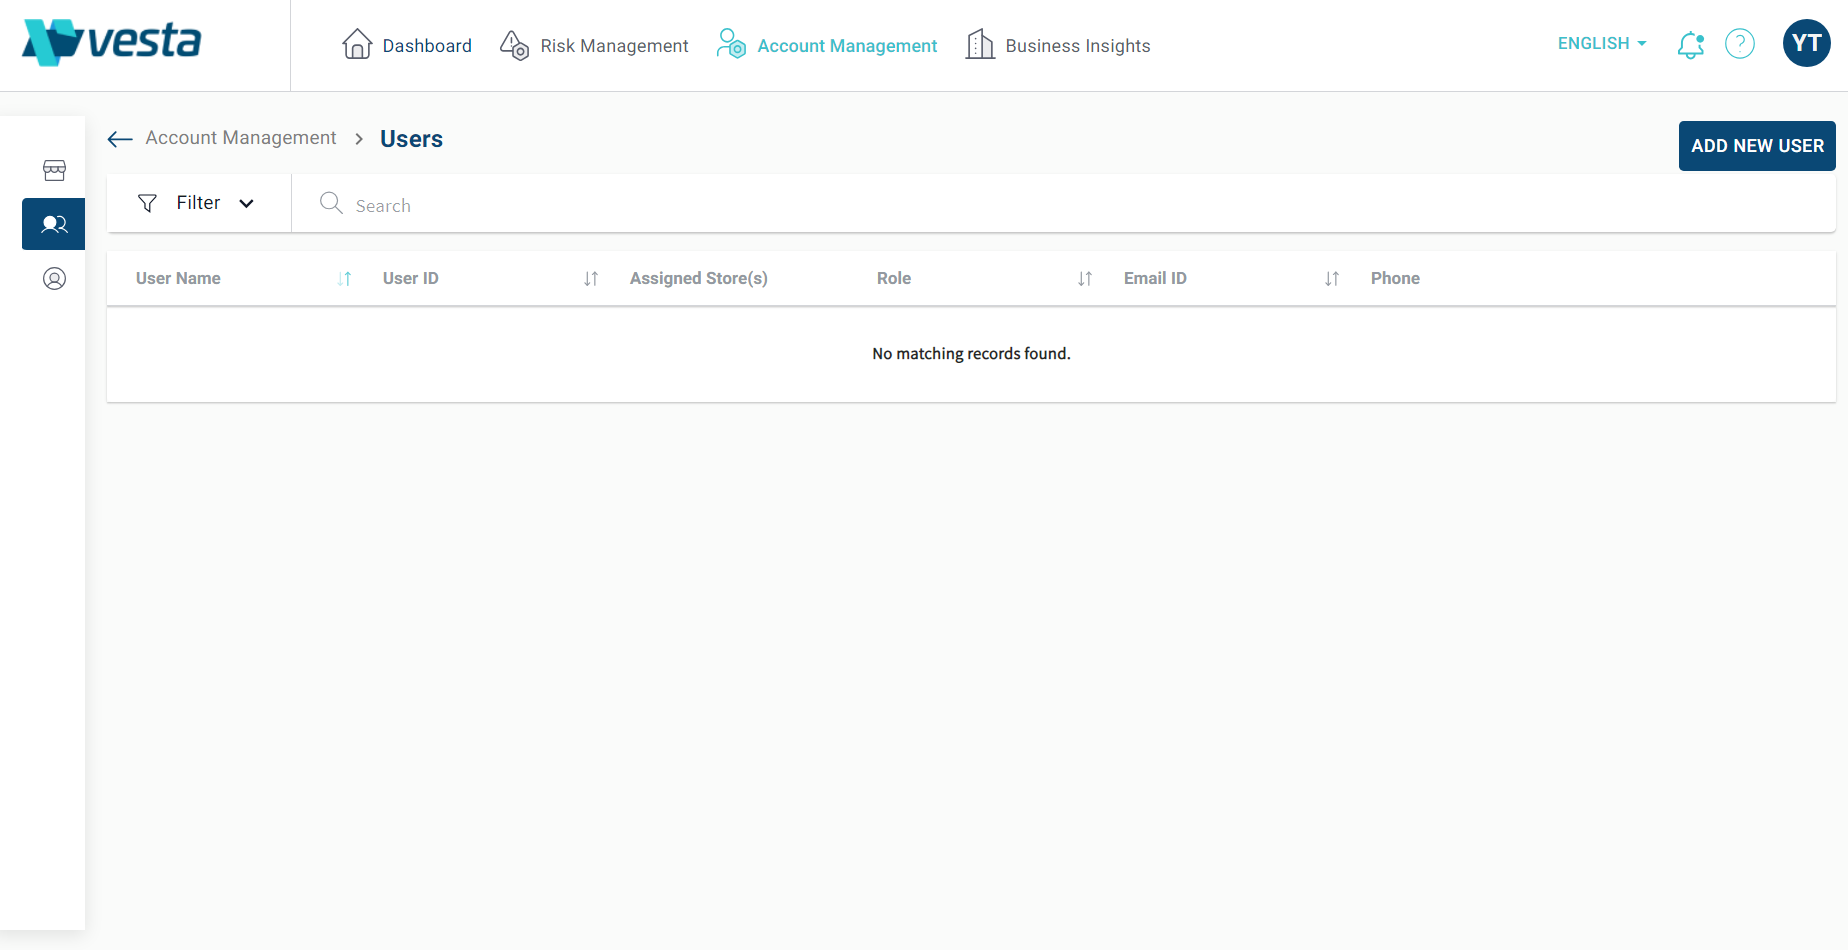 vesta
Dashboard
Risk Management
Account Management
Business Insights
ENGLISH
?
YT
Account Management > Users
ADD NEW USER
Filter
Search
User Name User ID Assigned Store(s) Role Email ID Phone
No matching records found.